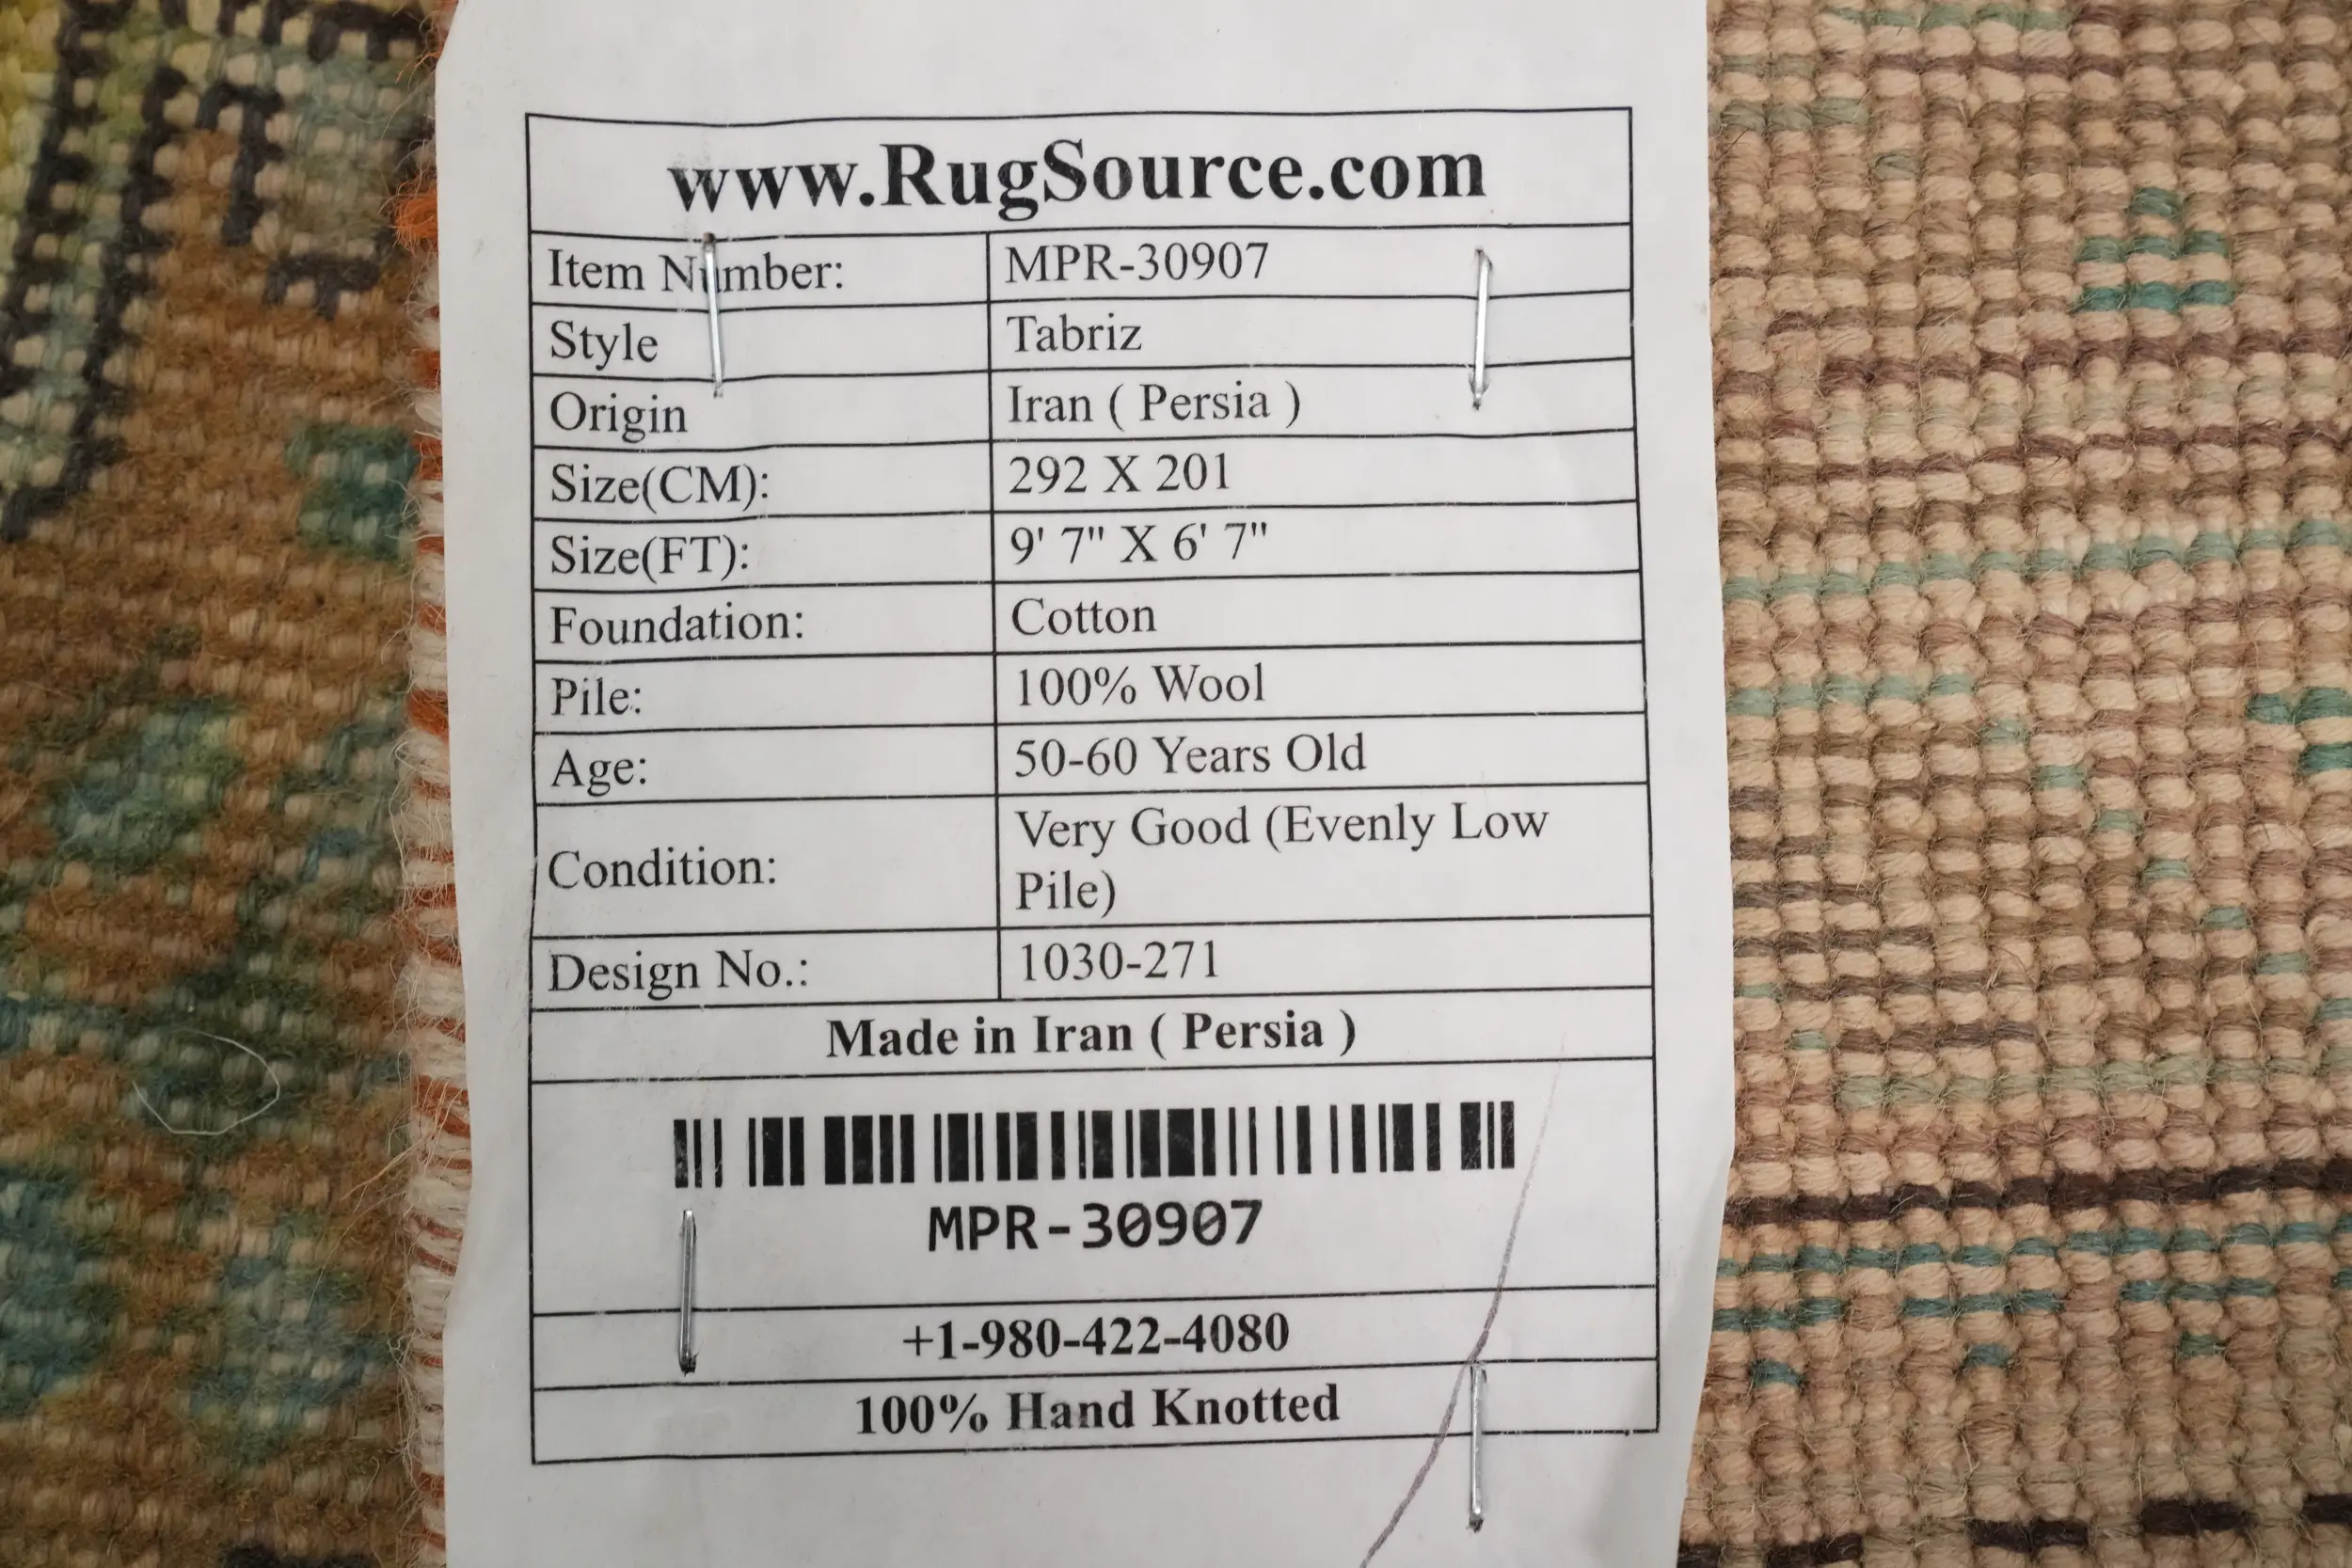 www.RugSource.com
Item Number: MPR-30907
Style Tabriz
Origin Iran ( Persia )
Size(CM): 292 X 201
Size(FT): 9' 7" X 6' 7"
Foundation: Cotton
Pile: 100% Wool
Age: 50-60 Years Old
Condition: Very Good (Evenly Low
Pile)
Design No.: 1030-271
Made in Iran ( Persia )
MPR-30907
+1-980-422-4080
100% Hand Knotted